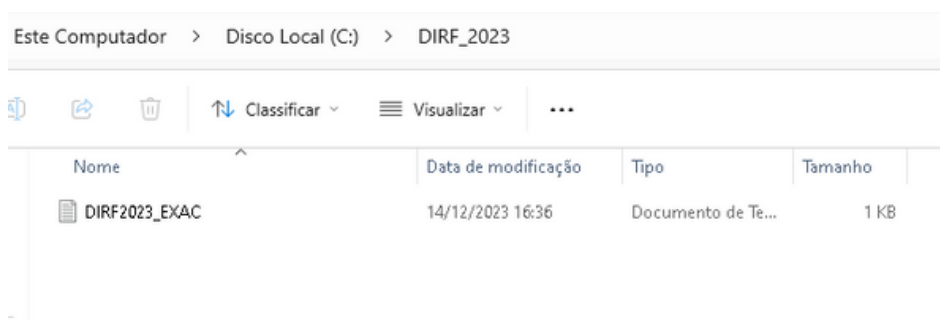 Este Computador > Disco Local (C:) > DIRF_2023
Classificar Visualizar ...
Nome Data de modificação Tipo Tamanho
DIRF2023_EXAC 14/12/2023 16:36 Documento de Te... 1 KB